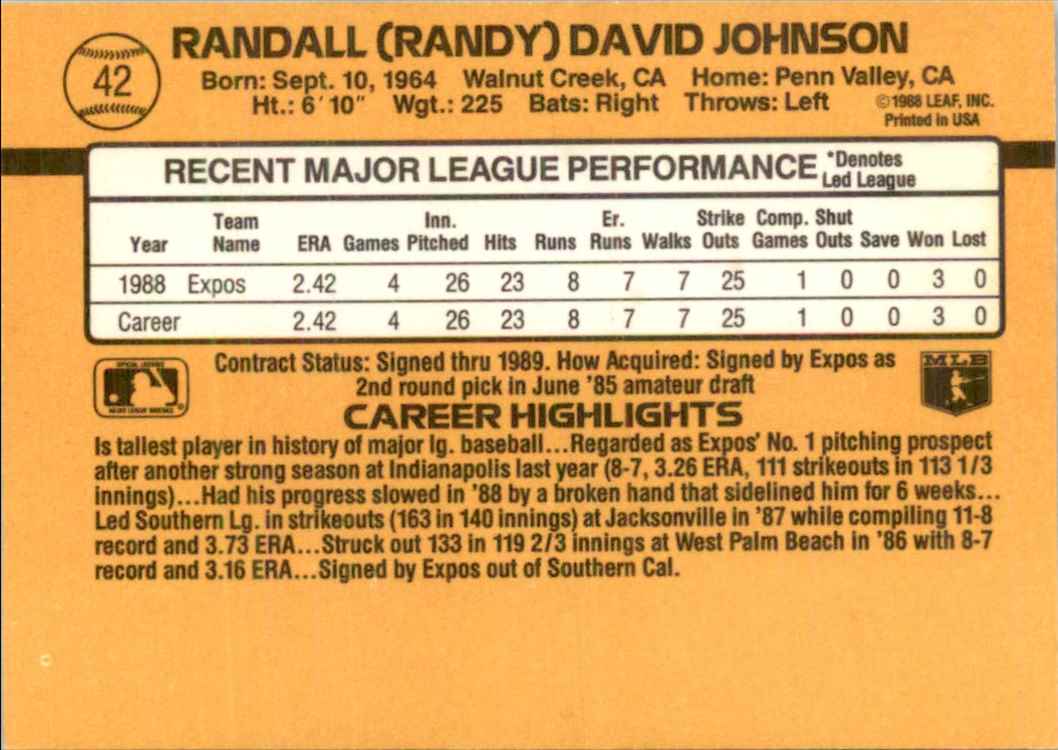 42
RANDALL (RANDY) DAVID JOHNSON
Born: Sept. 10, 1964 Walnut Creek, CA Home: Penn Valley, CA
Ht.: 6' 10" Wgt.: 225 Bats: Right Throws: Left ©1988 LEAF, INC.
Printed in USA
RECENT MAJOR LEAGUE PERFORMANCE *Denotes
Led League
Team Inn. Er. Strike Comp. Shut
Year Name ERA Games Pitched Hits Runs Runs Walks Outs Games Outs Save Won Lost
1988 Expos 2.42 4 26 23 8 7 7 25 1 0 0 3 0
Career 2.42 4 26 23 8 7 7 25 1 0 0 3 0
Contract Status: Signed thru 1989. How Acquired: Signed by Expos as
2nd round pick in June '85 amateur draft
MLB
CAREER HIGHLIGHTS
Is tallest player in history of major lg. baseball...Regarded as Expos' No. 1 pitching prospect
after another strong season at Indianapolis last year (8-7, 3.26 ERA, 111 strikeouts in 113 1/3
innings)...Had his progress slowed in '88 by a broken hand that sidelined him for 6 weeks...
Led Southern Lg. in strikeouts (163 in 140 innings) at Jacksonville in '87 while compiling 11-8
record and 3.73 ERA...Struck out 133 in 119 2/3 innings at West Palm Beach in '86 with 8-7
record and 3.16 ERA...Signed by Expos out of Southern Cal.